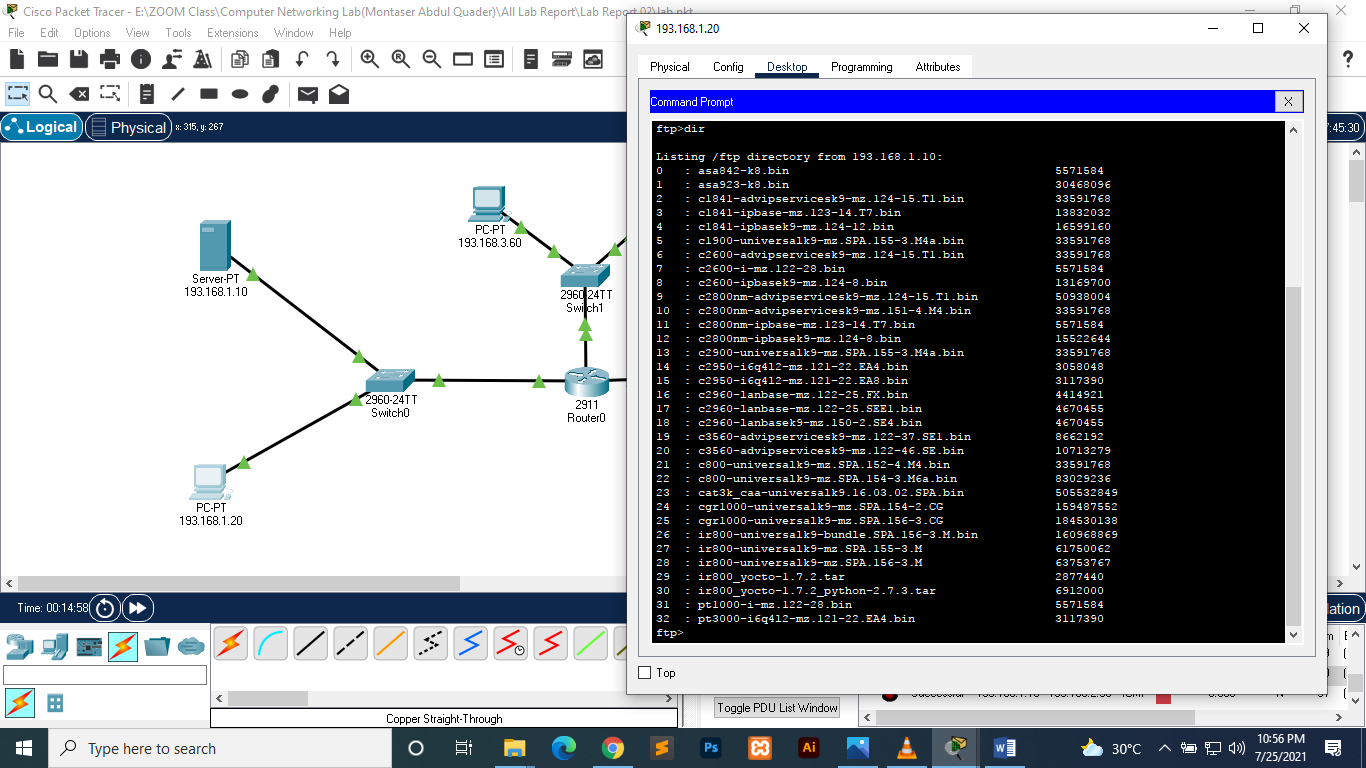 Cisco Packet Tracer - E:\ZOOM Class\Computer Networking Lab(Montaser Abdul Quader)\All Lab Report\Lab Report 02\lab.pkt
File Edit Options View Tools Extensions Window Help
Logical
Physical
x: 315, y: 267
:45:30
PC-PT
193.168.3.60
Server-PT
193.168.1.10
2960-24TT
Switch1
2960-24TT
Switch0
2911
Router0
PC-PT
193.168.1.20
Time: 00:14:58
Copper Straight-Through
193.168.1.20
Physical Config Desktop Programming Attributes
Command Prompt
X
ftp>dir
Listing /ftp directory from 193.168.1.10:
0 : asa842-k8.bin 5571584
1 : asa923-k8.bin 30468096
2 : c1841-advipservicesk9-mz.124-15.T1.bin 33591768
3 : c1841-ipbase-mz.123-14.T7.bin 13832032
4 : c1841-ipbasek9-mz.124-12.bin 16599160
5 : c1900-universalk9-mz.SPA.155-3.M4a.bin 33591768
6 : c2600-advipservicesk9-mz.124-15.T1.bin 33591768
7 : c2600-i-mz.122-28.bin 5571584
8 : c2600-ipbasek9-mz.124-8.bin 13169700
9 : c2800nm-advipservicesk9-mz.124-15.T1.bin 50938004
10 : c2800nm-advipservicesk9-mz.151-4.M4.bin 33591768
11 : c2800nm-ipbase-mz.123-14.T7.bin 5571584
12 : c2800nm-ipbasek9-mz.124-8.bin 15522644
13 : c2900-universalk9-mz.SPA.155-3.M4a.bin 33591768
14 : c2950-i6q4l2-mz.121-22.EA4.bin 3058048
15 : c2950-i6q4l2-mz.121-22.EA8.bin 3117390
16 : c2960-lanbase-mz.122-25.FX.bin 4414921
17 : c2960-lanbase-mz.122-25.SEE1.bin 4670455
18 : c2960-lanbasek9-mz.150-2.SE4.bin 4670455
19 : c3560-advipservicesk9-mz.122-37.SE1.bin 8662192
20 : c3560-advipservicesk9-mz.122-46.SE.bin 10713279
21 : c800-universalk9-mz.SPA.152-4.M4.bin 33591768
22 : c800-universalk9-mz.SPA.154-3.M6a.bin 83029236
23 : cat3k_caa-universalk9.16.03.02.SPA.bin 505532849
24 : cgr1000-universalk9-mz.SPA.154-2.CG 159487552
25 : cgr1000-universalk9-mz.SPA.156-3.CG 184530138
26 : ir800-universalk9-bundle.SPA.156-3.M.bin 160968869
27 : ir800-universalk9-mz.SPA.155-3.M 61750062
28 : ir800-universalk9-mz.SPA.156-3.M 63753767
29 : ir800_yocto-1.7.2.tar 2877440
30 : ir800_yocto-1.7.2_python-2.7.3.tar 6912000
31 : pt1000-i-mz.122-28.bin 5571584
32 : pt3000-i6q4l2-mz.121-22.EA4.bin 3117390
ftp>
Top
Toggle PDU List Window
Type here to search
Ps
Ai
W
30°C
10:56 PM
7/25/2021